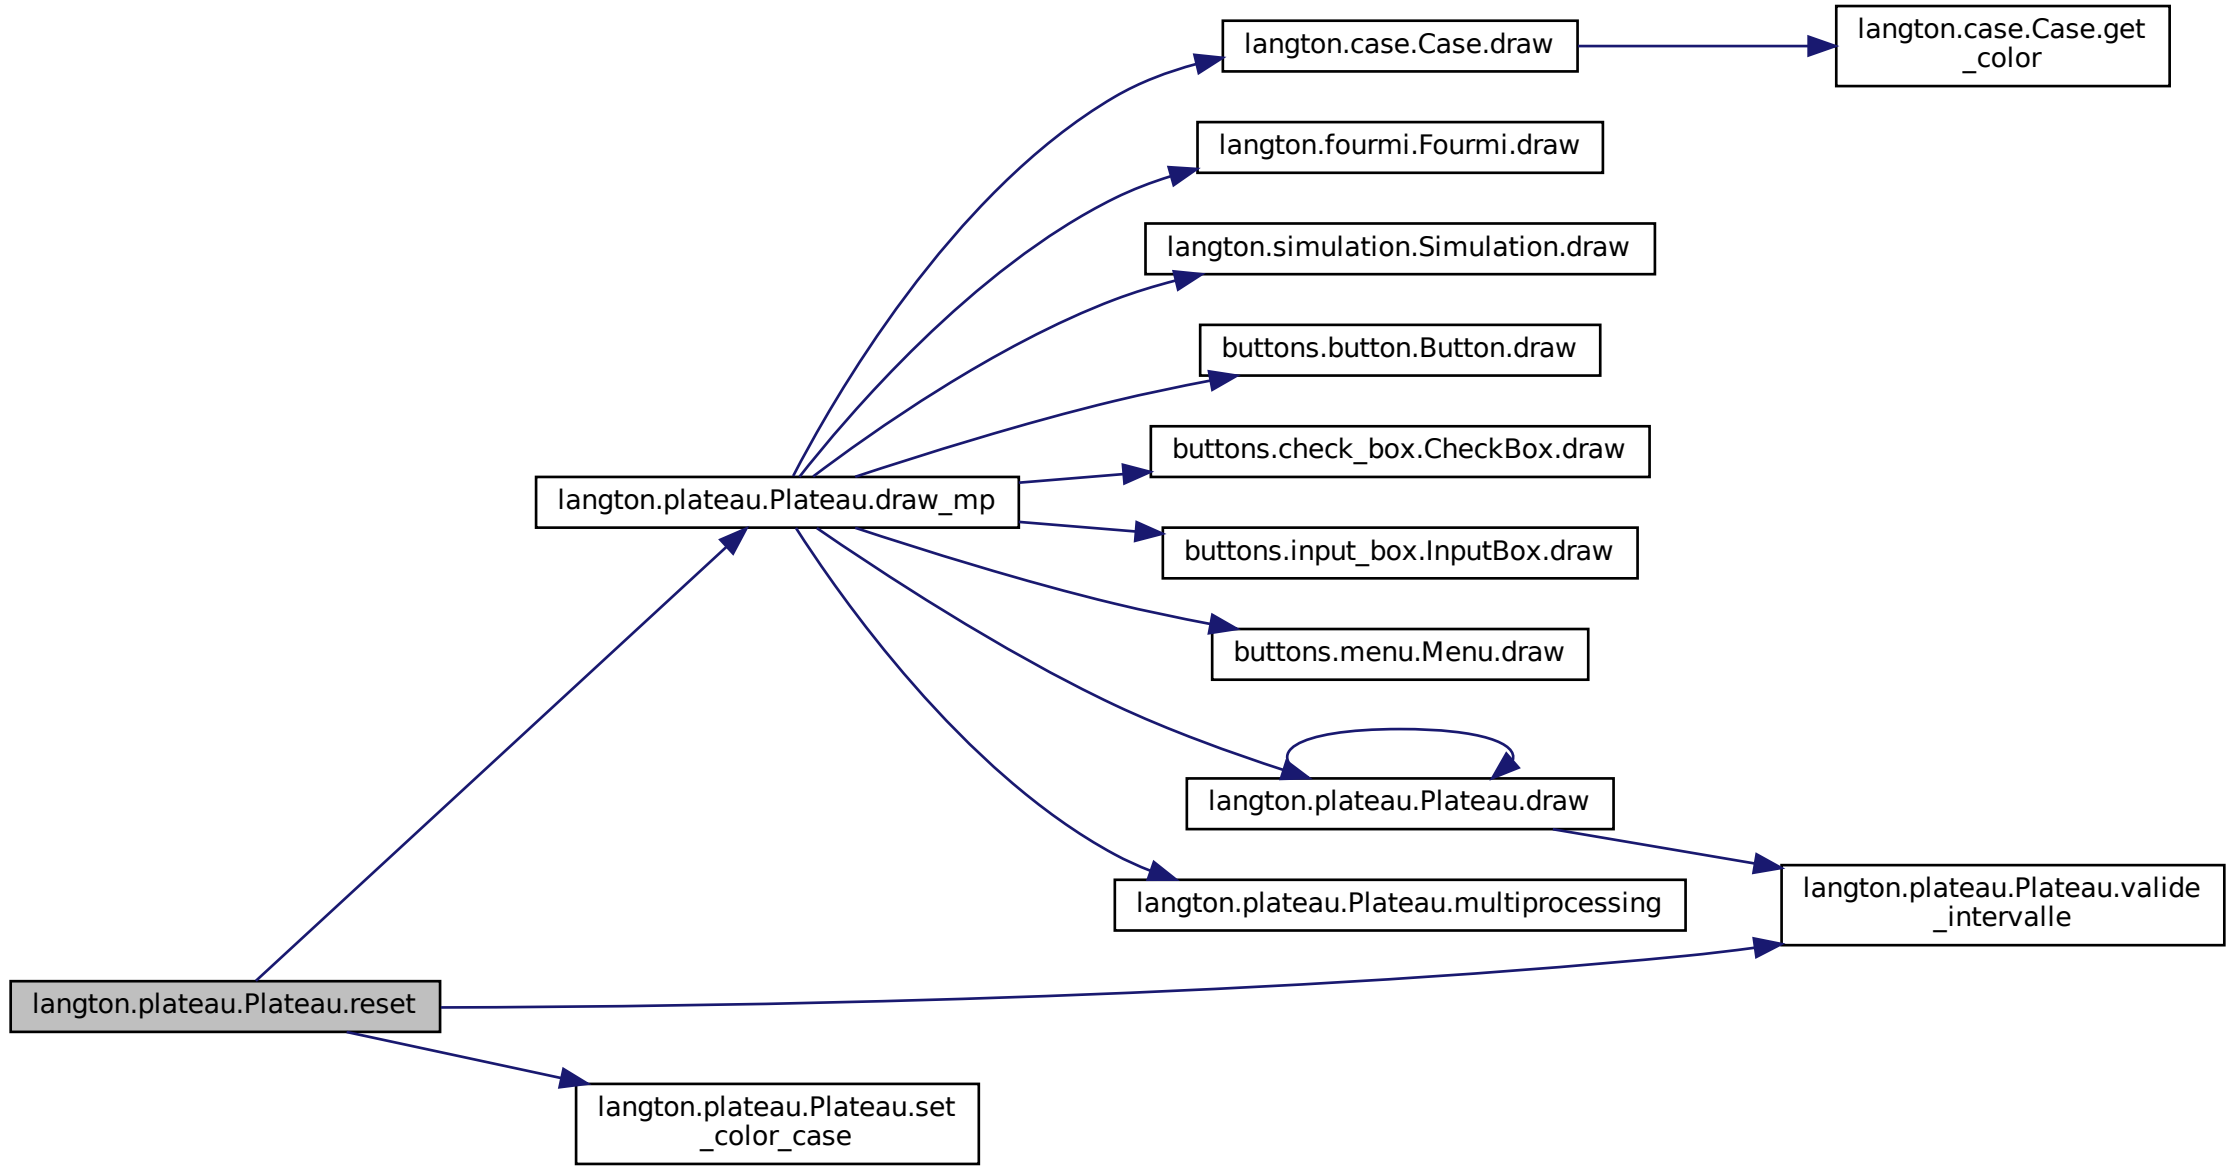 langton.case.Case.draw
langton.case.Case.get
_color
langton.fourmi.Fourmi.draw
langton.simulation.Simulation.draw
buttons.button.Button.draw
buttons.check_box.CheckBox.draw
langton.plateau.Plateau.draw_mp
buttons.input_box.InputBox.draw
buttons.menu.Menu.draw
langton.plateau.Plateau.draw
langton.plateau.Plateau.multiprocessing
langton.plateau.Plateau.valide
_intervalle
langton.plateau.Plateau.reset
langton.plateau.Plateau.set
_color_case